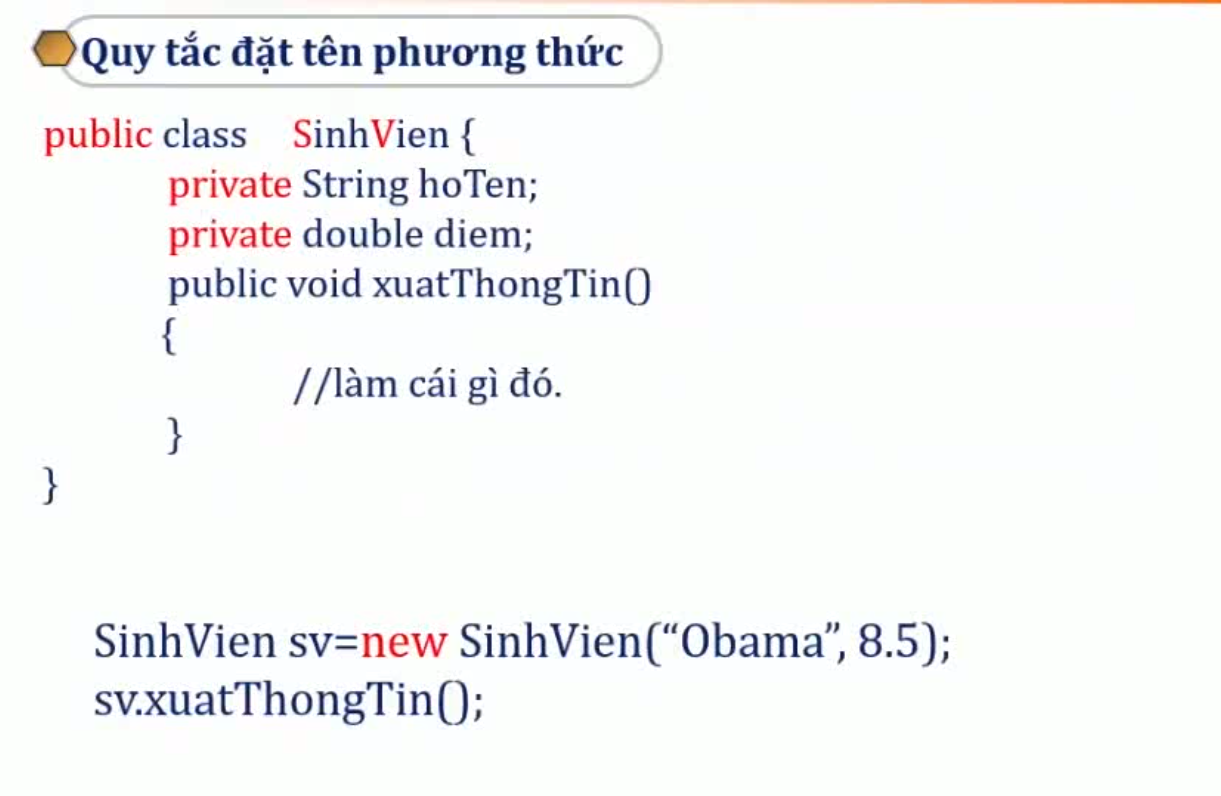 Quy tắc đặt tên phương thức
public class SinhVien {
private String hoTen;
private double diem;
public void xuatThongTin()
{
//làm cái gì đó.
}
}
SinhVien sv=new SinhVien(“Obama”, 8.5);
sv.xuatThongTin();